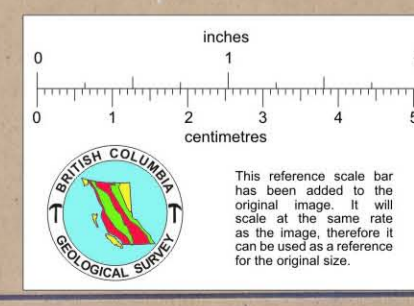 inches
0 1
0 1 2 3 4 5
centimetres
BRITISH COLUMBIA
GEOLOGICAL SURVEY
This reference scale bar
has been added to the
original image. It will
scale at the same rate
as the image, therefore it
can be used as a reference
for the original size.